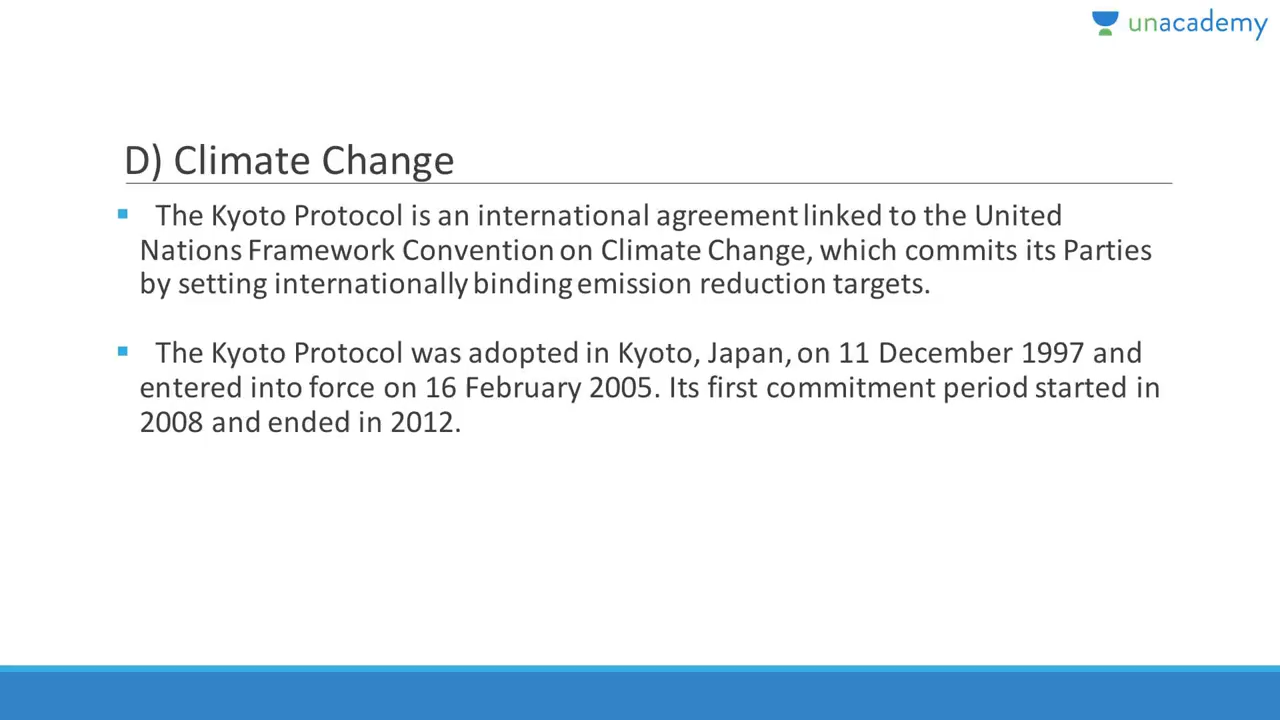 unacademy
D) Climate Change
▪ The Kyoto Protocol is an international agreement linked to the United
Nations Framework Convention on Climate Change, which commits its Parties
by setting internationally binding emission reduction targets.
▪ The Kyoto Protocol was adopted in Kyoto, Japan, on 11 December 1997 and
entered into force on 16 February 2005. Its first commitment period started in
2008 and ended in 2012.